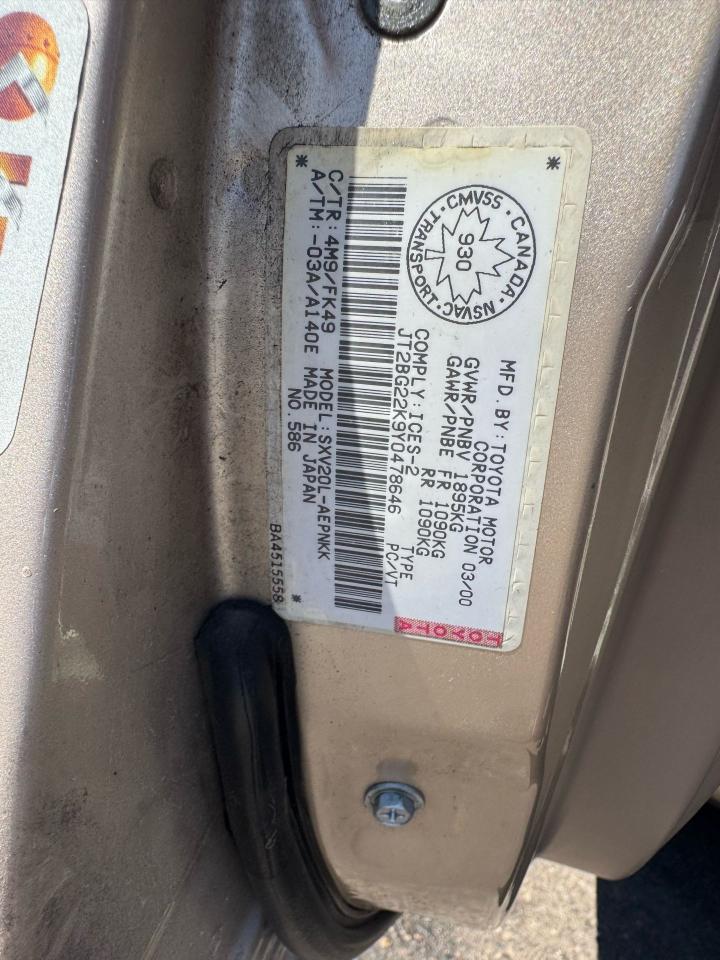 MFD. BY: TOYOTA MOTOR
CORPORATION 03/00
GVWR/PNBV 1895KG
GAWR/PNBE FR 1090KG
RR 1090KG
CMVSS • CANADA • NSVAC • TRANSPORT •
930
COMPLY: ICES-2 TYPE
JT2BG22K9Y0478646 PC/VT
C/TR: 4M9/FK49 MODEL: SXV20L-AEPNKK
A/TM: -03A/A140E MADE IN JAPAN
NO. 586
BA4515558
TOYOTA